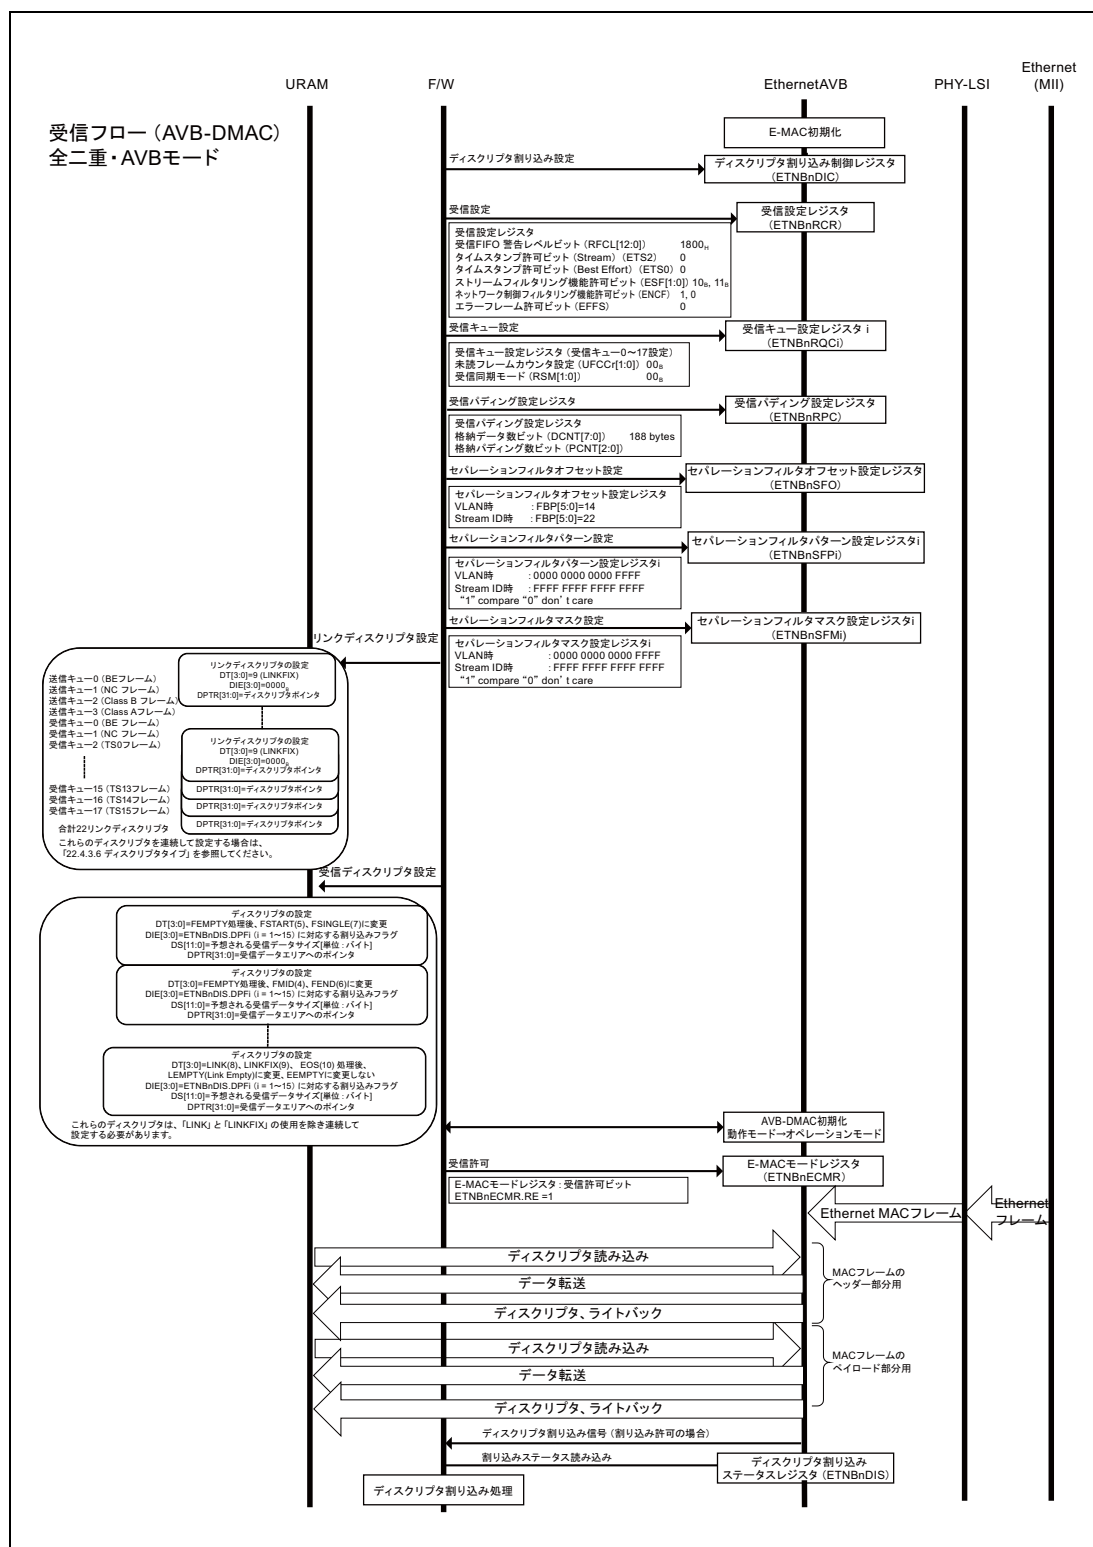 URAM
F/W
EthernetAVB
PHY-LSI
Ethernet
(MII)
受信フロー（AVB-DMAC）
全二重・AVBモード
E-MAC初期化
ディスクリプタ割り込み設定
ディスクリプタ割り込み制御レジスタ
(ETNBnDIC)
受信設定
受信設定レジスタ
(ETNBnRCR)
受信設定レジスタ
受信FIFO 警告レベルビット（RFCL[12:0]） 1800H
タイムスタンプ許可ビット（Stream）（ETS2） 0
タイムスタンプ許可ビット（Best Effort）（ETS0） 0
ストリームフィルタリング機能許可ビット（ESF[1:0]） 10B, 11B
ネットワーク制御フィルタリング機能許可ビット（ENCF） 1, 0
エラーフレーム許可ビット（EFFS） 0
受信キュー設定
受信キュー設定レジスタ i
(ETNBnRQCi)
受信キュー設定レジスタ（受信キュー0～17設定）
未読フレームカウンタ設定（UFCCr[1:0]） 00B
受信同期モード（RSM[1:0]） 00B
受信パディング設定レジスタ
受信パディング設定レジスタ
(ETNBnRPC)
受信パディング設定レジスタ
格納データ数ビット（DCNT[7:0]） 188 bytes
格納パディング数ビット（PCNT[2:0]）
セパレーションフィルタオフセット設定
セパレーションフィルタオフセット設定レジスタ
(ETNBnSFO)
セパレーションフィルタオフセット設定レジスタ
VLAN時 : FBP[5:0]=14
Stream ID時 : FBP[5:0]=22
セパレーションフィルタパターン設定
セパレーションフィルタパターン設定レジスタi
(ETNBnSFPi)
セパレーションフィルタパターン設定レジスタi
VLAN時 : 0000 0000 0000 FFFF
Stream ID時 : FFFF FFFF FFFF FFFF
“1” compare “0” don’ t care
セパレーションフィルタマスク設定
セパレーションフィルタマスク設定レジスタi
(ETNBnSFMi)
セパレーションフィルタマスク設定レジスタi
VLAN時 : 0000 0000 0000 FFFF
Stream ID時 : FFFF FFFF FFFF FFFF
“1” compare “0” don’ t care
リンクディスクリプタ設定
送信キュー0（BEフレーム）
送信キュー1（NC フレーム）
送信キュー2（Class B フレーム）
送信キュー3（Class Aフレーム）
受信キュー0（BE フレーム）
受信キュー1（NC フレーム）
受信キュー2（TS0フレーム）
受信キュー15（TS13フレーム）
受信キュー16（TS14フレーム）
受信キュー17（TS15フレーム）
リンクディスクリプタの設定
DT[3:0]=9 (LINKFIX)
DIE[3:0]=0000B
DPTR[31:0]=ディスクリプタポインタ
リンクディスクリプタの設定
DT[3:0]=9 (LINKFIX)
DIE[3:0]=0000B
DPTR[31:0]=ディスクリプタポインタ
DPTR[31:0]=ディスクリプタポインタ
DPTR[31:0]=ディスクリプタポインタ
DPTR[31:0]=ディスクリプタポインタ
合計22リンクディスクリプタ
これらのディスクリプタを連続して設定する場合は、
「22.4.3.6 ディスクリプタタイプ」を参照してください。
受信ディスクリプタ設定
ディスクリプタの設定
DT[3:0]=FEMPTY処理後、FSTART(5)、FSINGLE(7)に変更
DIE[3:0]=ETNBnDIS.DPFi（i = 1～15）に対応する割り込みフラグ
DS[11:0]=予想される受信データサイズ[単位：バイト]
DPTR[31:0]=受信データエリアへのポインタ
ディスクリプタの設定
DT[3:0]=FEMPTY処理後、FMID(4)、FEND(6)に変更
DIE[3:0]=ETNBnDIS.DPFi（i = 1～15）に対応する割り込みフラグ
DS[11:0]=予想される受信データサイズ[単位：バイト]
DPTR[31:0]=受信データエリアへのポインタ
ディスクリプタの設定
DT[3:0]=LINK(8)、LINKFIX(9)、 EOS(10) 処理後、
LEMPTY(Link Empty)に変更、EEMPTYに変更しない
DIE[3:0]=ETNBnDIS.DPFi（i = 1～15）に対応する割り込みフラグ
DS[11:0]=予想される受信データサイズ[単位：バイト]
DPTR[31:0]=受信データエリアへのポインタ
これらのディスクリプタは、「LINK」と「LINKFIX」の使用を除き連続して
設定する必要があります。
AVB-DMAC初期化
動作モード→オペレーションモード
受信許可
E-MACモードレジスタ
(ETNBnECMR)
E-MACモードレジスタ：受信許可ビット
ETNBnECMR.RE =1
Ethernet MACフレーム
Ethernet
フレーム
ディスクリプタ読み込み
データ転送
ディスクリプタ、ライトバック
MACフレームの
ヘッダー部分用
ディスクリプタ読み込み
データ転送
ディスクリプタ、ライトバック
MACフレームの
ペイロード部分用
ディスクリプタ割り込み信号（割り込み許可の場合）
割り込みステータス読み込み
ディスクリプタ割り込み
ステータスレジスタ（ETNBnDIS）
ディスクリプタ割り込み処理